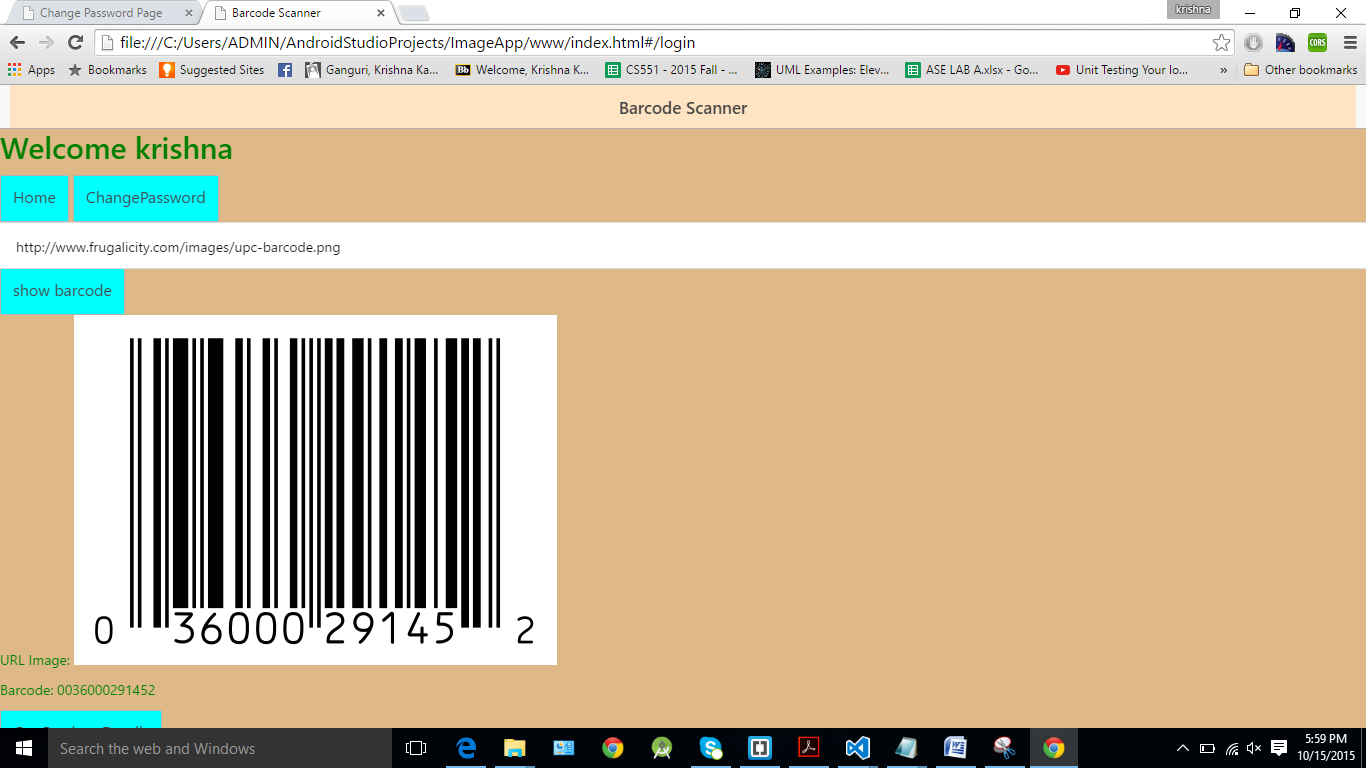 Change Password Page
Barcode Scanner
krishna
file:///C:/Users/ADMIN/AndroidStudioProjects/ImageApp/www/index.html#/login
CORS
Apps
Bookmarks
Suggested Sites
Ganguri, Krishna Ka...
Bb
Welcome, Krishna K...
CS551 - 2015 Fall - ...
UML Examples: Elev...
ASE LAB A.xlsx - Go...
Unit Testing Your Io...
»
Other bookmarks
Barcode Scanner
Welcome krishna
Home
ChangePassword
http://www.frugalicity.com/images/upc-barcode.png
show barcode
0 36000 29145 2
URL Image:
Barcode: 0036000291452
Search the web and Windows
5:59 PM
10/15/2015